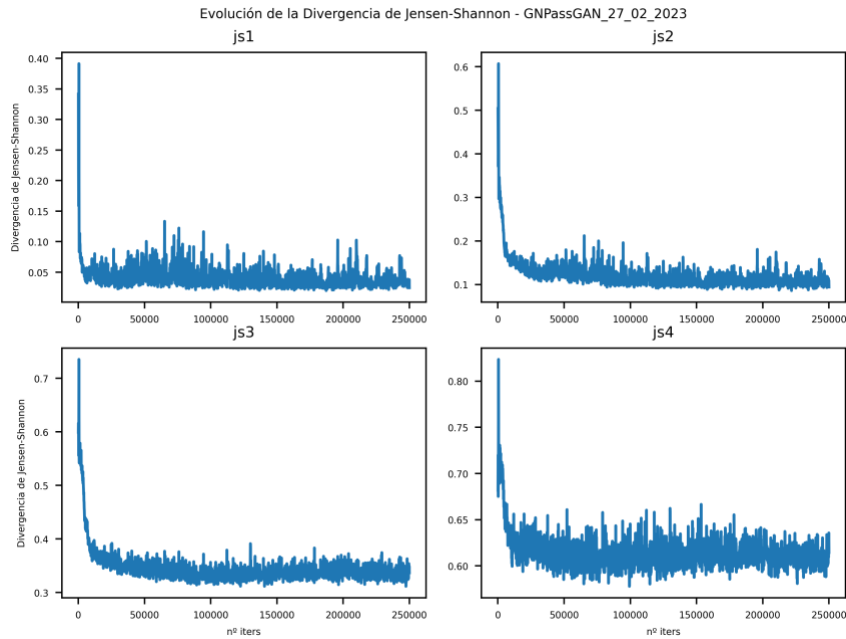 Evolución de la Divergencia de Jensen-Shannon - GNPassGAN_27_02_2023
js1
js2
Divergencia de Jensen-Shannon
0.40
0.35
0.30
0.25
0.20
0.15
0.10
0.05
0.6
0.5
0.4
0.3
0.2
0.1
0 50000 100000 150000 200000 250000
0 50000 100000 150000 200000 250000
js3
js4
Divergencia de Jensen-Shannon
0.7
0.6
0.5
0.4
0.3
0.80
0.75
0.70
0.65
0.60
0 50000 100000 150000 200000 250000
0 50000 100000 150000 200000 250000
nº iters
nº iters